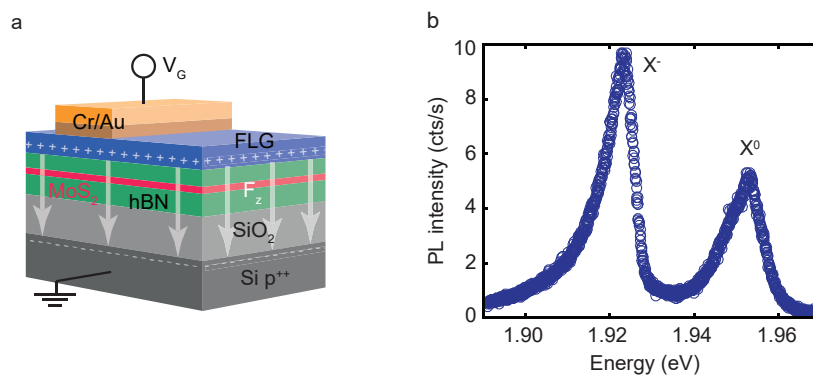 a
V_G
Cr/Au
FLG
MoS₂
hBN
F_z
SiO₂
Si p⁺⁺
b
PL intensity (cts/s)
10
8
6
4
2
0
X⁻
X⁰
1.90
1.92
1.94
1.96
Energy (eV)